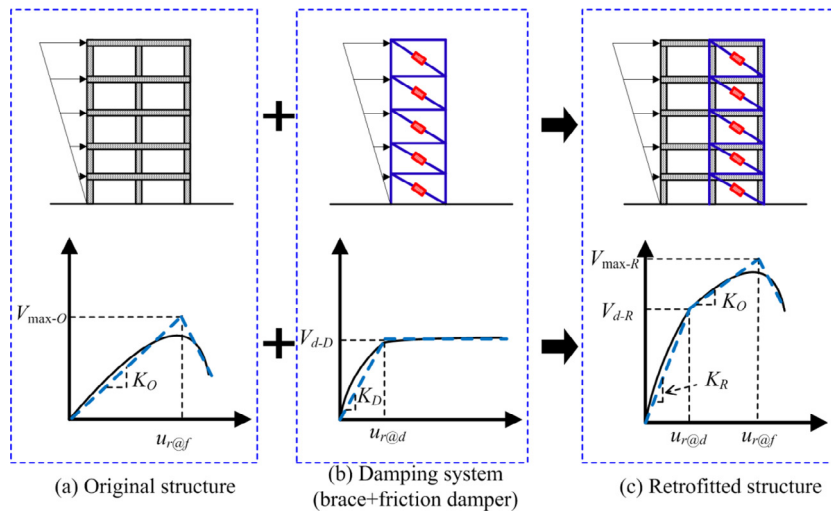 V_max-O
K_O
u_r@f
(a) Original structure
+
+
V_d-D
K_D
u_r@d
(b) Damping system
(brace+friction damper)
V_max-R
V_d-R
K_O
K_R
u_r@d
u_r@f
(c) Retrofitted structure